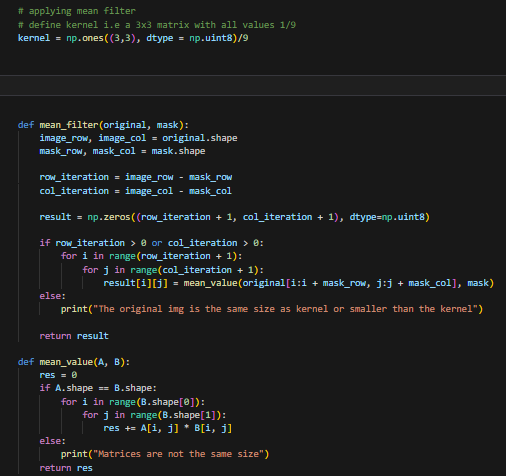 # applying mean filter
# define kernel i.e a 3x3 matrix with all values 1/9
kernel = np.ones((3,3), dtype = np.uint8)/9
def mean_filter(original, mask):
    image_row, image_col = original.shape
    mask_row, mask_col = mask.shape
    row_iteration = image_row - mask_row
    col_iteration = image_col - mask_col
    result = np.zeros((row_iteration + 1, col_iteration + 1), dtype=np.uint8)
    if row_iteration > 0 or col_iteration > 0:
        for i in range(row_iteration + 1):
            for j in range(col_iteration + 1):
                result[i][j] = mean_value(original[i:i + mask_row, j:j + mask_col], mask)
    else:
        print("The original img is the same size as kernel or smaller than the kernel")
    return result
def mean_value(A, B):
    res = 0
    if A.shape == B.shape:
        for i in range(B.shape[0]):
            for j in range(B.shape[1]):
                res += A[i, j] * B[i, j]
    else:
        print("Matrices are not the same size")
    return res